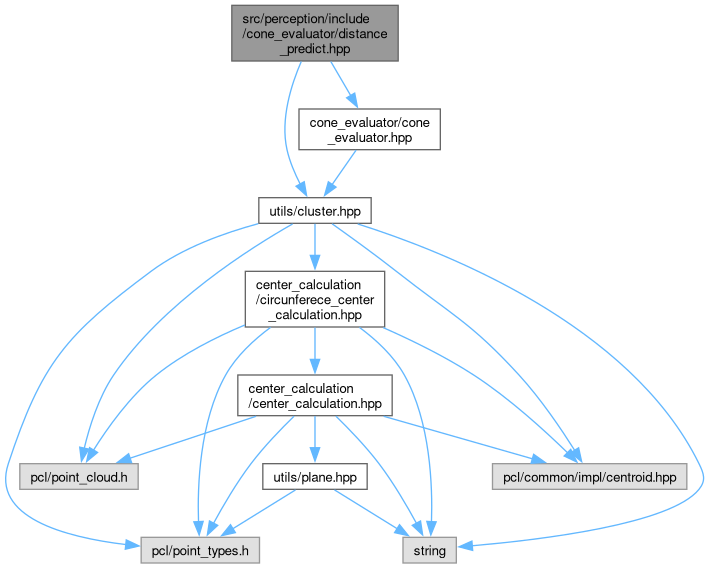 src/perception/include
/cone_evaluator/distance
_predict.hpp
cone_evaluator/cone
_evaluator.hpp
utils/cluster.hpp
center_calculation
/circunferece_center
_calculation.hpp
center_calculation
/center_calculation.hpp
pcl/point_cloud.h
utils/plane.hpp
pcl/common/impl/centroid.hpp
pcl/point_types.h
string